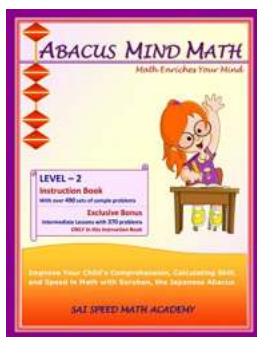 ABACUS MIND MATH
Math Enriches Your Mind
LEVEL – 2
Instruction Book
With over 490 sets of sample problems
Exclusive Bonus
Intermediate Lessons with 370 problems
ONLY in this Instruction Book
Improve Your Child's Comprehension, Calculating Skill,
and Speed in Math with Soroban, the Japanese Abacus
SAI SPEED MATH ACADEMY